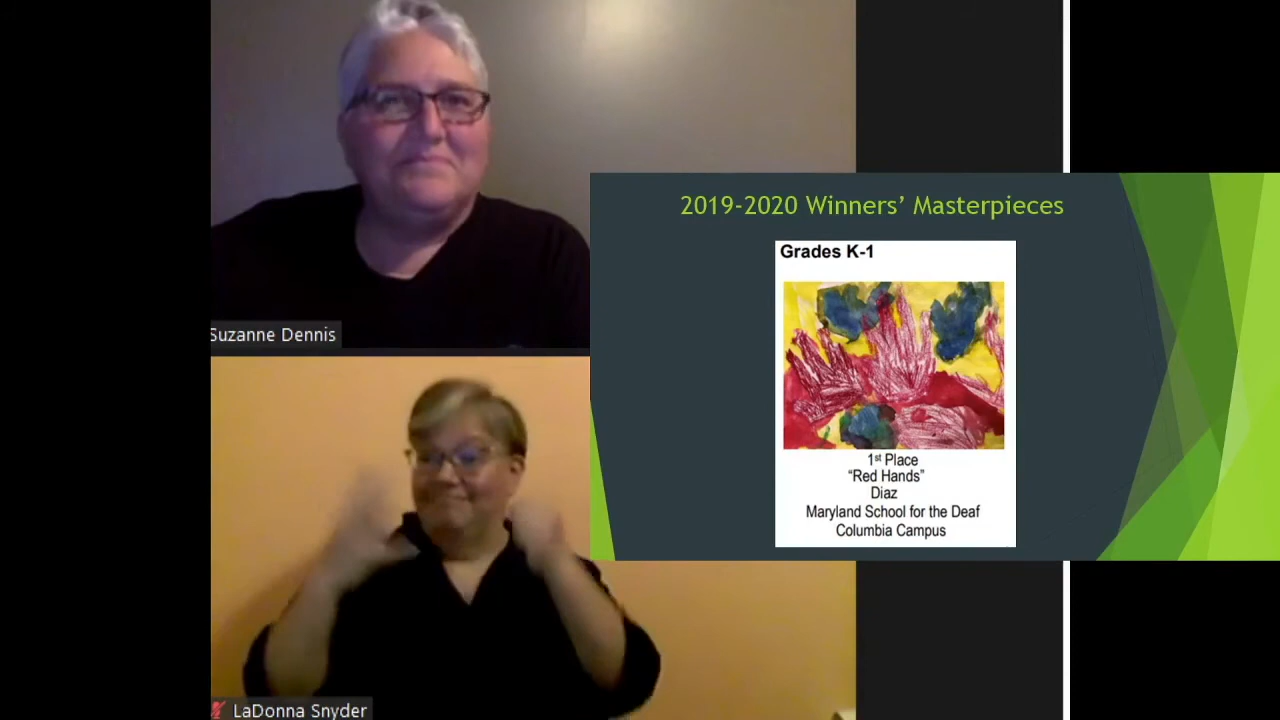 Suzanne Dennis
2019-2020 Winners’ Masterpieces
Grades K-1
1st Place
“Red Hands”
Diaz
Maryland School for the Deaf
Columbia Campus
LaDonna Snyder